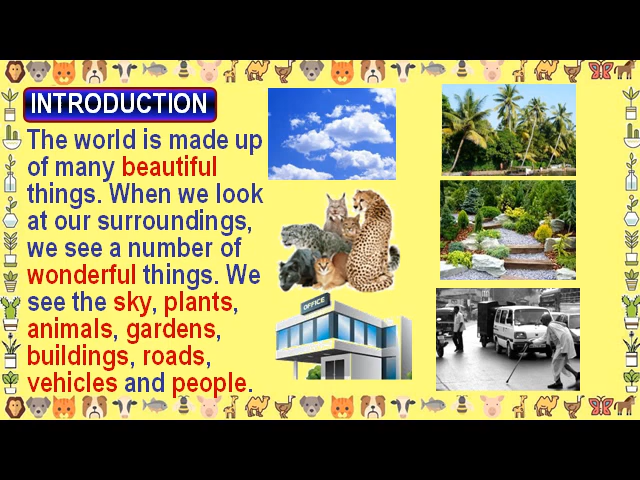 INTRODUCTION
The world is made up
of many beautiful
things. When we look
at our surroundings,
we see a number of
wonderful things. We
see the sky, plants,
animals, gardens,
buildings, roads,
vehicles and people.
OFFICE